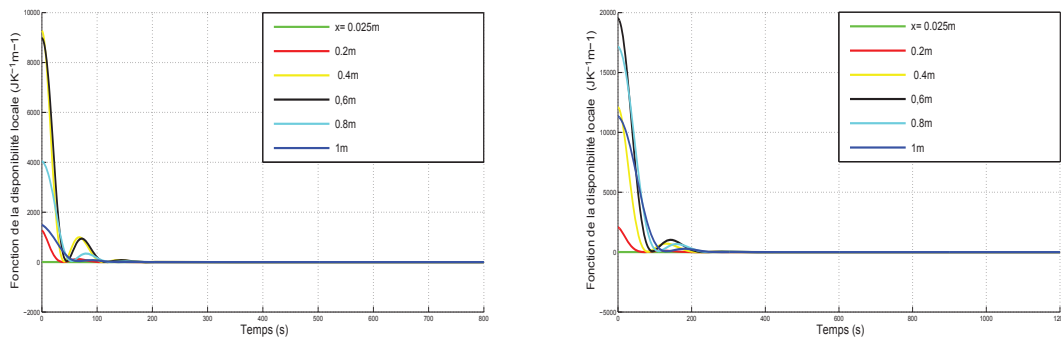 Fonction de la disponibilité locale (JK⁻¹m⁻¹)
10000
8000
6000
4000
2000
0
−2000
x= 0.025m
0.2m
0.4m
0,6m
0.8m
1m
0 100 200 300 400 500 600 700 800
Temps (s)
Fonction de la disponibilité locale (JK⁻¹m⁻¹)
20000
15000
10000
5000
0
−5000
x= 0.025m
0.2m
0.4m
0,6m
0.8m
1m
0 200 400 600 800 1000 120
Temps (s)